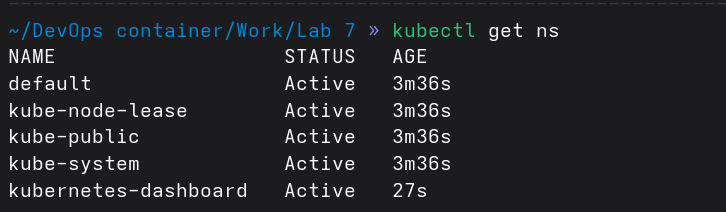 ~/DevOps container/Work/Lab 7 » kubectl get ns
NAME                   STATUS   AGE
default                Active   3m36s
kube-node-lease        Active   3m36s
kube-public            Active   3m36s
kube-system            Active   3m36s
kubernetes-dashboard   Active   27s